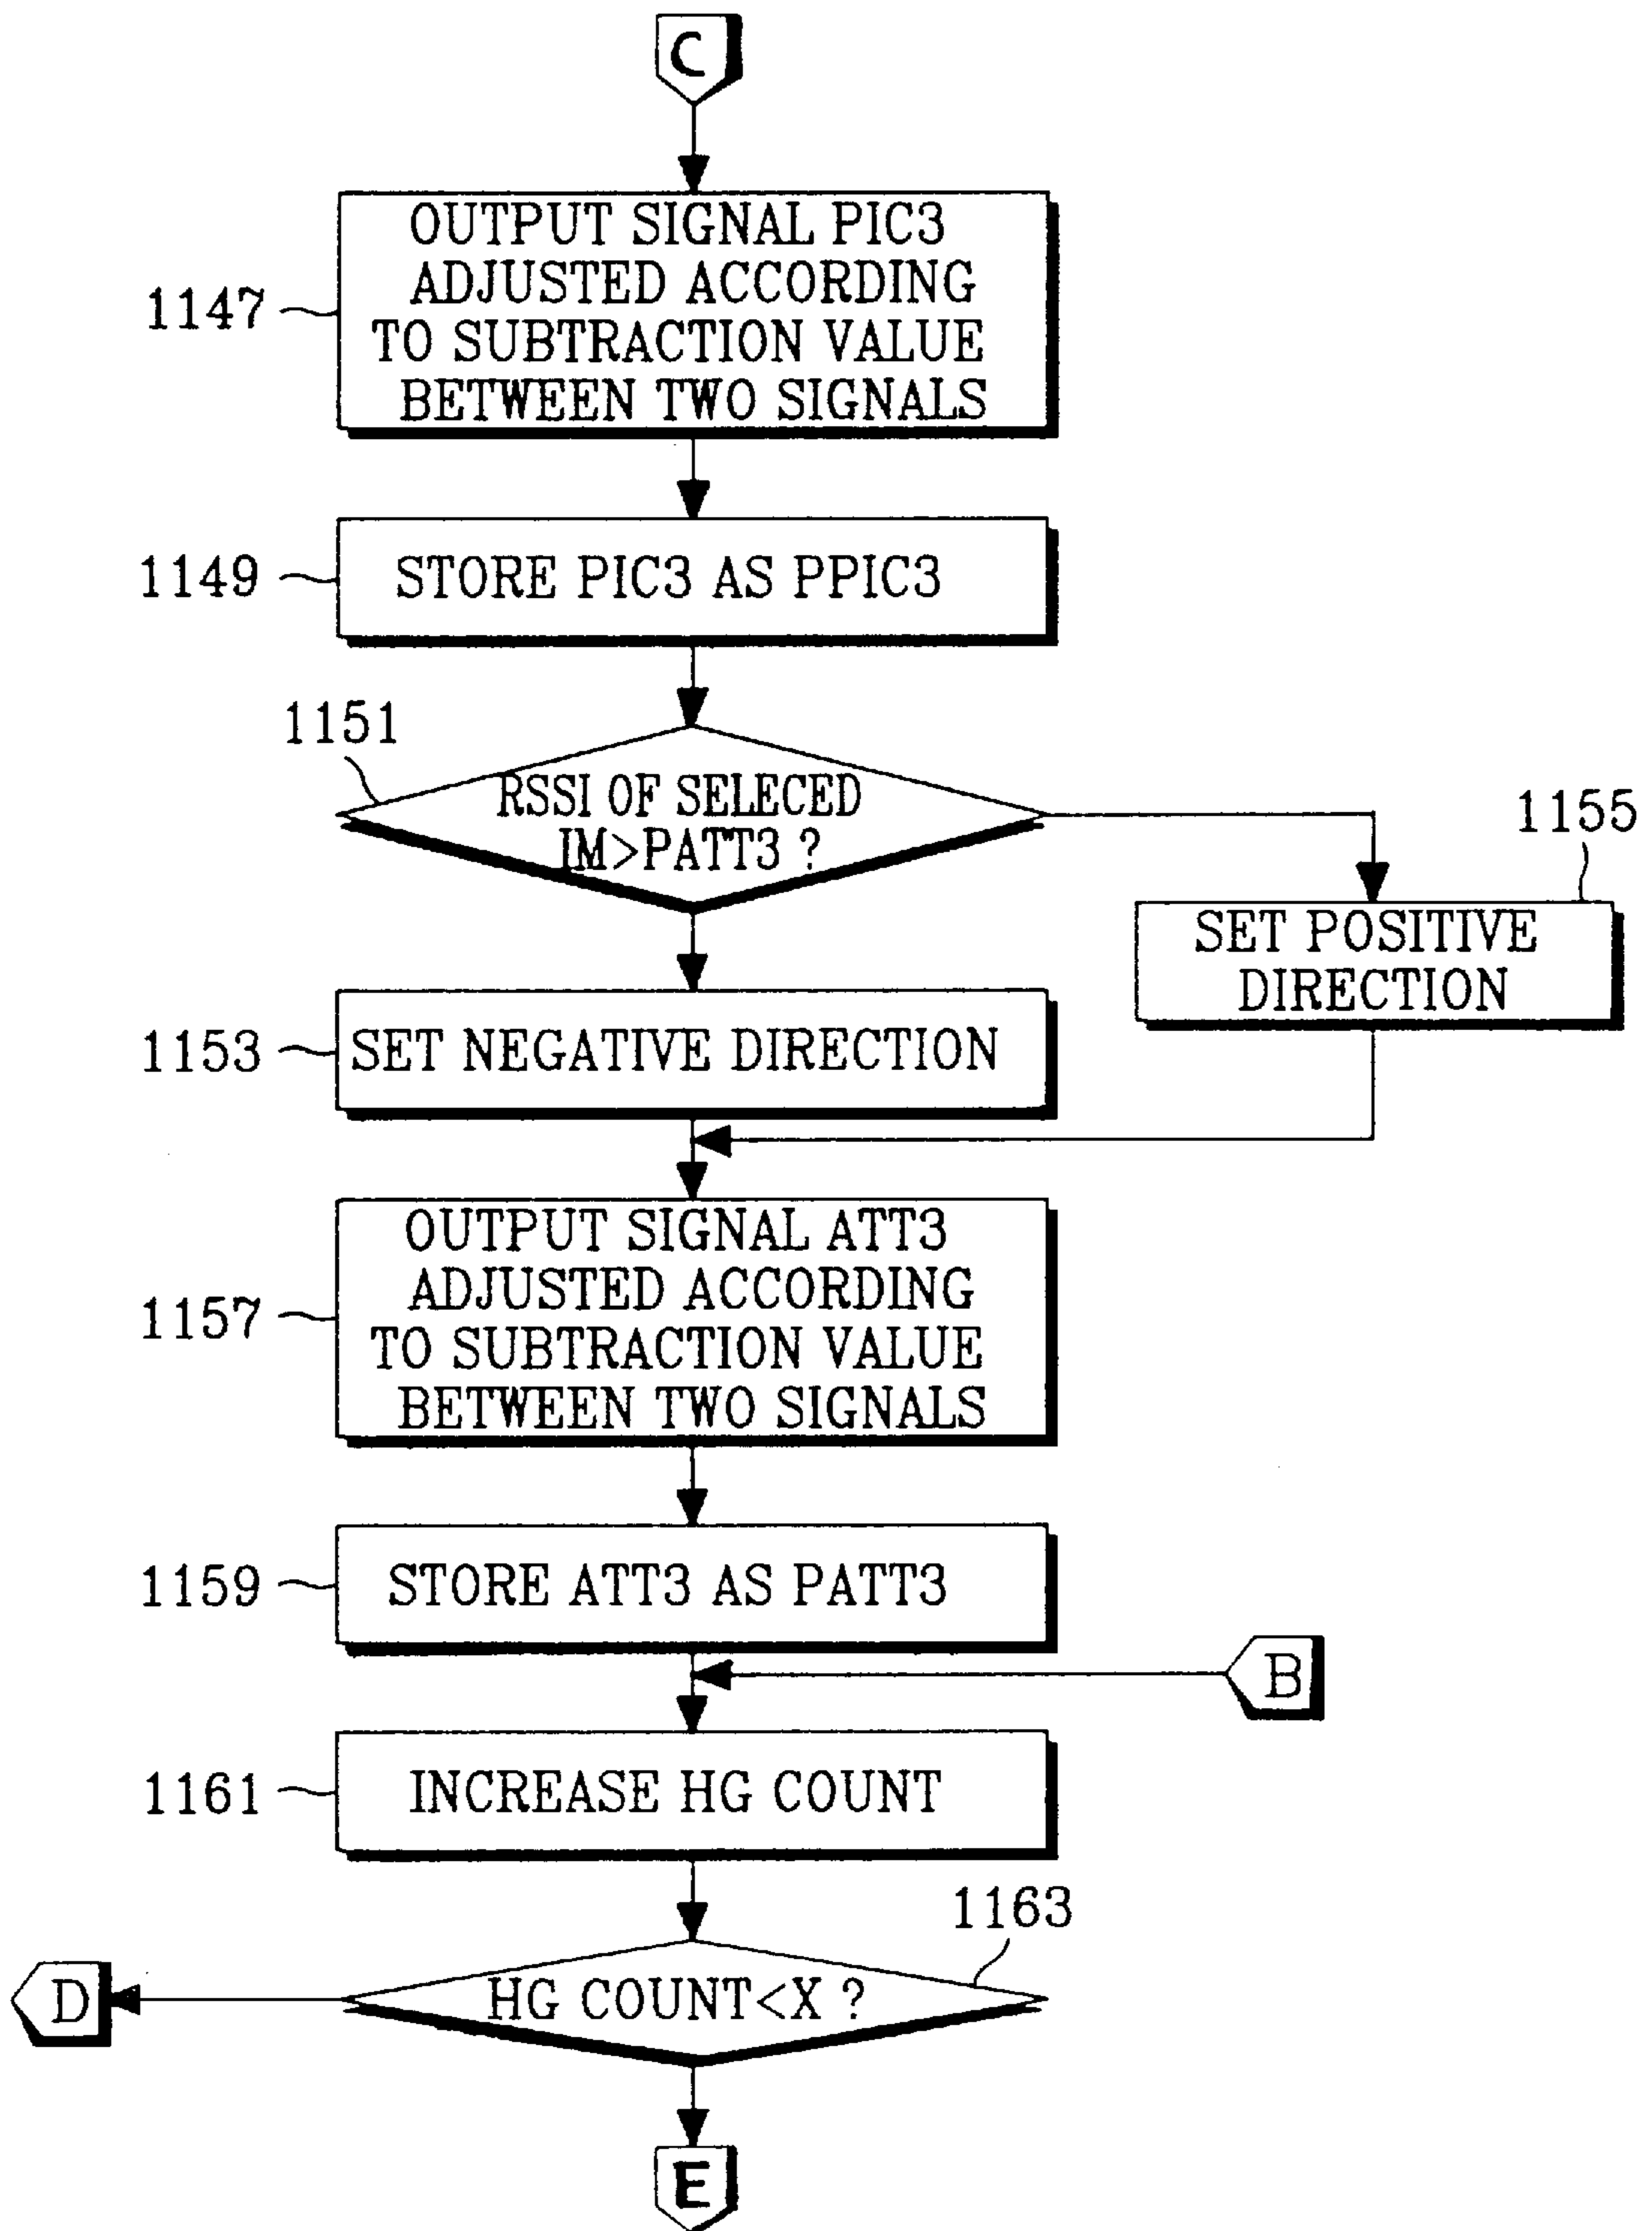 C
OUTPUT SIGNAL PIC3
ADJUSTED ACCORDING
TO SUBTRACTION VALUE
BETWEEN TWO SIGNALS
1147
STORE PIC3 AS PPIC3
1149
1151
RSSI OF SELECED
IM>PATT3 ?
1155
SET POSITIVE
DIRECTION
1153
SET NEGATIVE DIRECTION
OUTPUT SIGNAL ATT3
ADJUSTED ACCORDING
TO SUBTRACTION VALUE
BETWEEN TWO SIGNALS
1157
1159
STORE ATT3 AS PATT3
B
1161
INCREASE HG COUNT
1163
HG COUNT<X ?
D
E